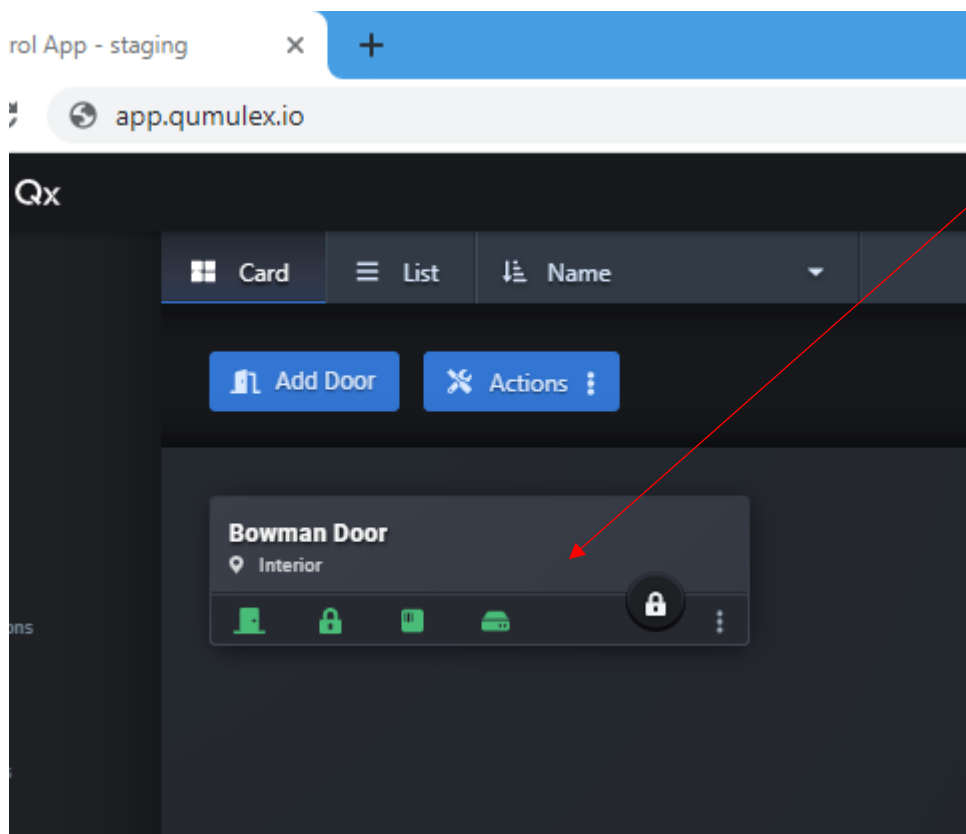 rol App - staging
app.qumulex.io
Qx
Card
List
Name
Add Door
Actions
Bowman Door
Interior
ons
s